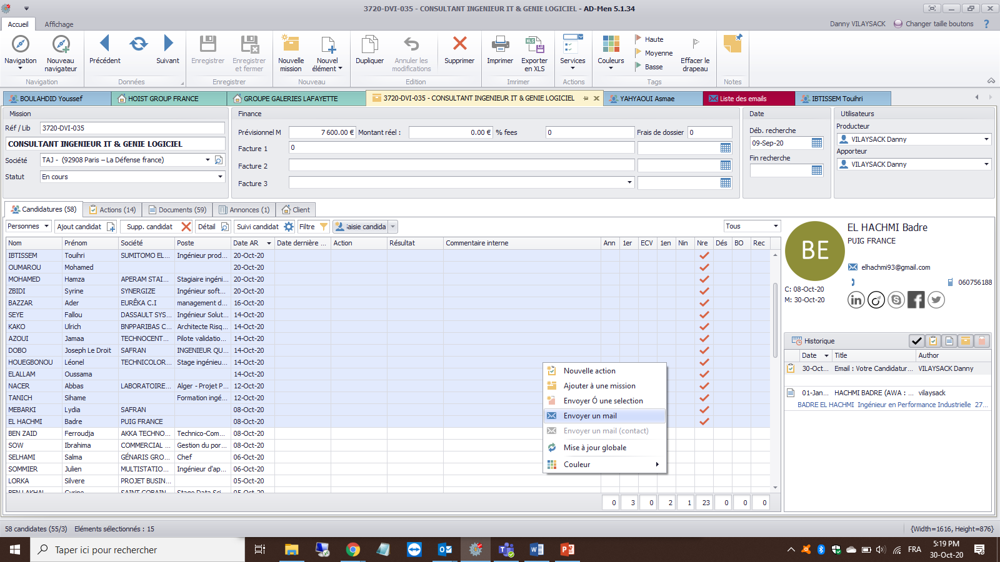 3720-DVI-035 - CONSULTANT INGENIEUR IT & GENIE LOGICIEL - AD-Men 5.1.34
Accueil Affichage Danny VILAYSACK Changer taille boutons ?
Navigation Nouveau navigateur Précédent Suivant Enregistrer Enregistrer et fermer Nouvelle mission Nouvel élément Dupliquer Annuler les modifications Supprimer Imprimer Exporter en XLS Services Couleurs Haute Moyenne Basse Effacer le drapeau
Navigation Données Enregistrer Nouveau Edition Imrimer Actions Tags Notes
BOULAHDID Youssef HOIST GROUP FRANCE GROUPE GALERIES LAFAYETTE 3720-DVI-035 - CONSULTANT INGENIEUR IT & GENIE LOGICIEL YAHYAOUI Asmae Liste des emails IBTISSEM Touihri
Mission Finance Date Utilisateurs
Réf / Lib 3720-DVI-035 Prévisionnel M 7 600.00 € Montant réel : 0.00 € % fees 0 Frais de dossier 0 Déb. recherche Producteur
CONSULTANT INGENIEUR IT & GENIE LOGICIEL Facture 1 0 09-Sep-20 VILAYSACK Danny
Société TAJ - (92908 Paris – La Défense france) Facture 2 Fin recherche Apporteur
VILAYSACK Danny
Statut En cours Facture 3
Candidatures (58) Actions (14) Documents (59) Annonces (1) Client
Personnes Ajout candidat Supp. candidat Détail Suivi candidat Filtre saisie candida Tous
Nom Prénom Société Poste Date AR Date dernière ... Action Résultat Commentaire interne Ann 1er ECV 1en Nin Nre Dés BO Rec
IBTISSEM Touihri SUMITOMO EL... Ingénieur prod... 20-Oct-20
OUMAROU Mohamed 20-Oct-20
MOHAMED Hamza APERAM STAI... Stagiaire ingéni... 20-Oct-20
ZBIDI Syrine SYNERGIZE Ingénieur soft... 20-Oct-20
BAZZAR Ader EURÊKA C.I management d... 16-Oct-20
SEYE Fallou DASSAULT SYS... Ingénieur Solut... 14-Oct-20
KAKO Ulrich BNPPARIBAS C... Architecte Risq... 14-Oct-20
AZOUI Jamaa TECHNOCENT... Pilote validatio... 14-Oct-20
DOBO Joseph Le Droit SAFRAN INGENIEUR QU... 14-Oct-20
HOUEGBONOU Léonel TECHNICOLOR... Stage ingénieu... 14-Oct-20
ELALLAM Oussama 14-Oct-20
NACER Abbas LABORATOIRE... Alger - Projet P... 12-Oct-20
TANICH Sihame Formation ingé... 12-Oct-20
MEBARKI Lydia SAFRAN 08-Oct-20
EL HACHMI Badre PUIG FRANCE 08-Oct-20
BEN ZAID Ferroudja AKKA TECHNO... Technico-Com... 08-Oct-20
SOW Ibrahima COMMERCIAL ... Gestion du por... 08-Oct-20
SELHAMI Salma GÉNARIS GRO... Chef 06-Oct-20
SOMMIER Julien MULTISTATIO... Ingénieur d'ap... 06-Oct-20
LORKA Silvere PROJET BUSIN... 05-Oct-20
BEN LAKHAL Cyrine SAINT GOBAIN Stage Data Sci 05-Oct-20
0 3 0 2 1 23 0 0 0
Nouvelle action
Ajouter à une mission
Envoyer Ó une selection
Envoyer un mail
Envoyer un mail (contact)
Mise à jour globale
Couleur
BE
EL HACHMI Badre
PUIG FRANCE
elhachmi93@gmail.com
060756188
C: 08-Oct-20
M: 30-Oct-20
in
Historique
Date Title Author
30-Oct... Email : Votre Candidatur... VILAYSACK Danny
01-Jan... HACHMI BADRE (AWA : ... vilaysack
BADRE EL HACHMI Ingénieur en Performance Industrielle 27...
58 candidates (55/3) Eléments sélectionnés : 15 {Width=1616, Height=876}
Taper ici pour rechercher FRA 5:19 PM
30-Oct-20